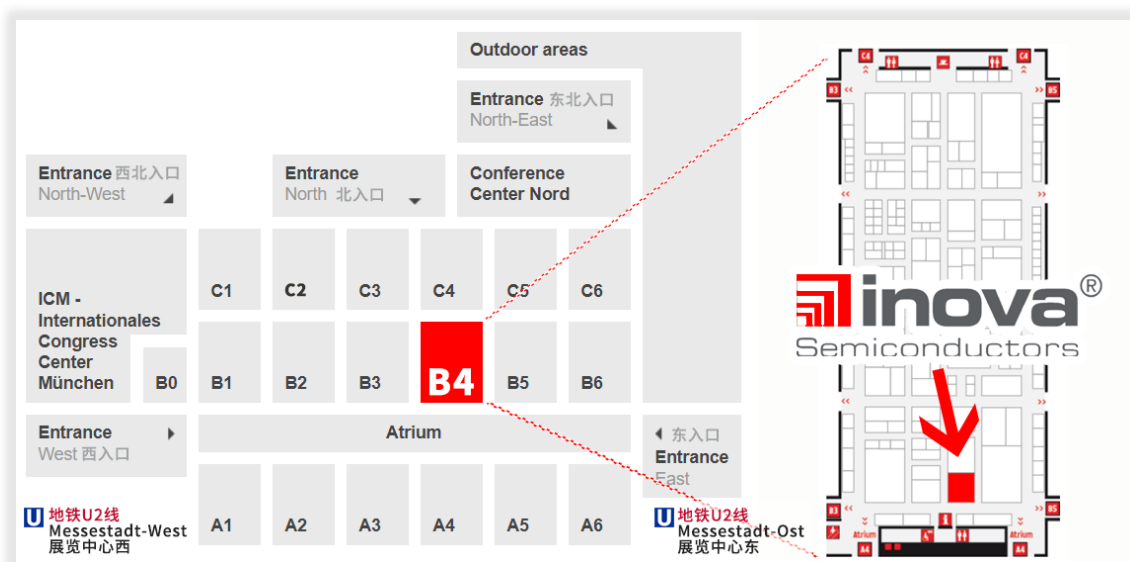 Outdoor areas
Entrance 东北入口
North-East
Entrance 西北入口
North-West
Entrance
North 北入口
Conference
Center Nord
ICM -
Internationales
Congress
Center
München
C1
C2
C3
C4
C5
C6
B0
B1
B2
B3
B4
B5
B6
Entrance
West 西入口
Atrium
东入口
Entrance
East
U 地铁U2线
Messestadt-West
展览中心西
A1
A2
A3
A4
A5
A6
U 地铁U2线
Messestadt-Ost
展览中心东
C4
C4
B3
B5
inova®
Semiconductors
B3
B5
i
Atrium
Atrium
A4
A4